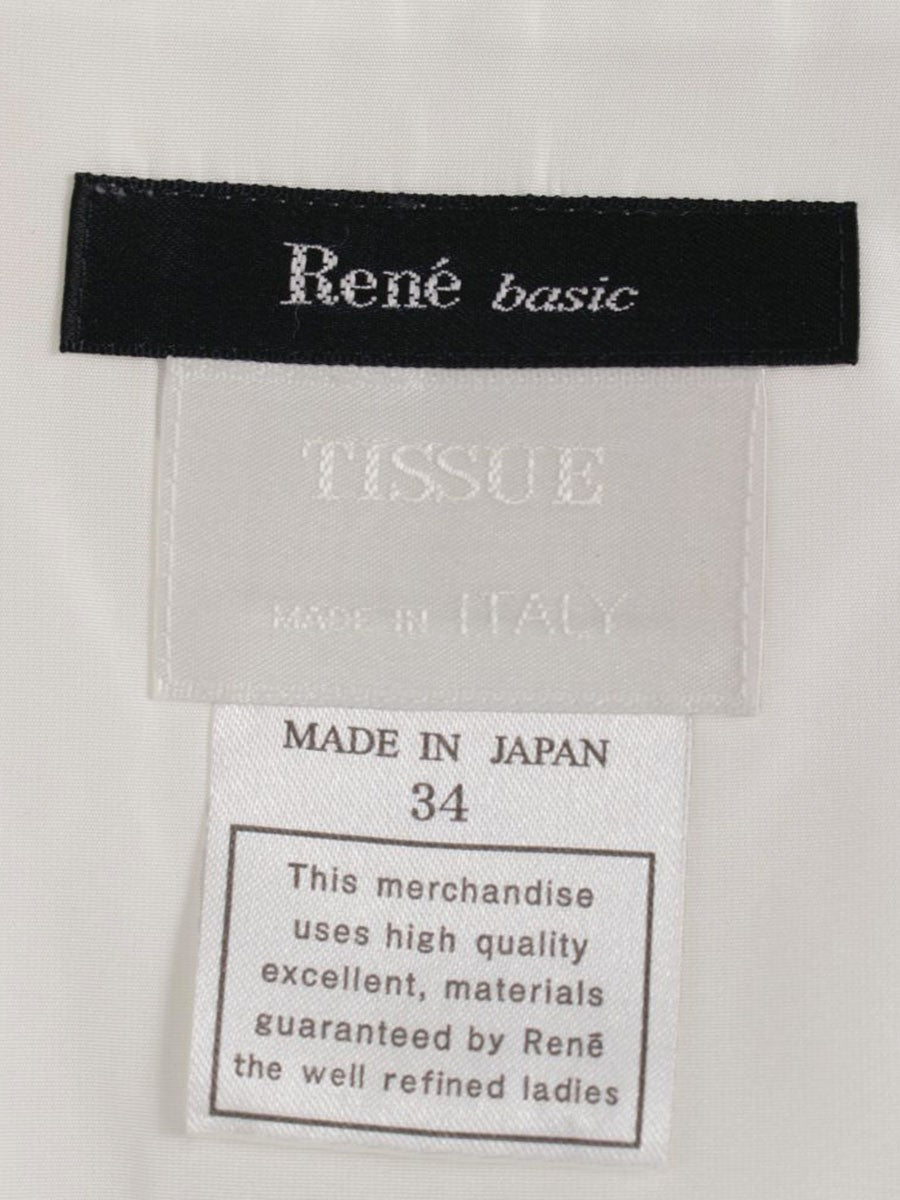 René basic
TISSUE
MADE IN ITALY
MADE IN JAPAN
34
This merchandise
uses high quality
excellent, materials
guaranteed by René
the well refined ladies